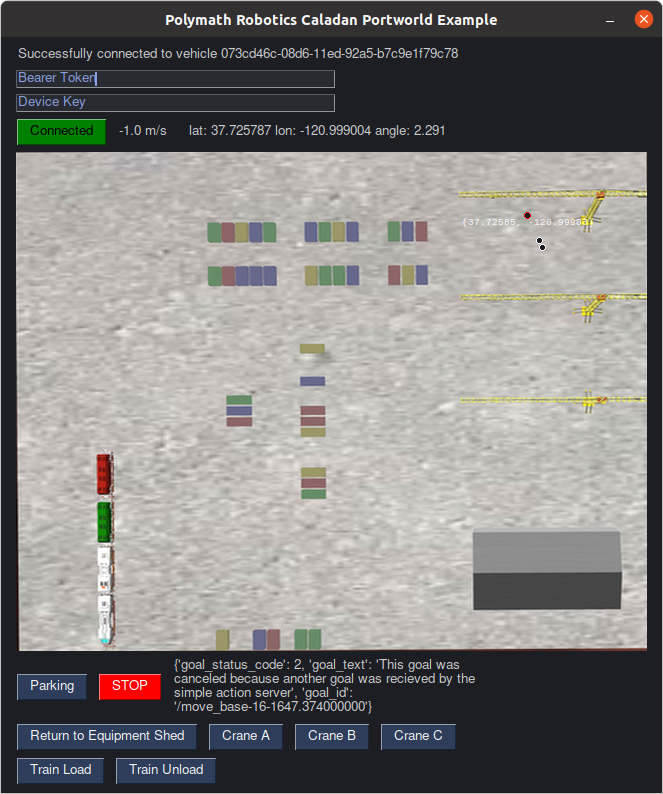 Polymath Robotics Caladan Portworld Example
Successfully connected to vehicle 073cd46c-08d6-11ed-92a5-b7c9e1f79c78
Bearer Token
Device Key
Connected -1.0 m/s lat: 37.725787 lon: -120.999004 angle: 2.291
(37.72585,
Parking STOP
{'goal_status_code': 2, 'goal_text': 'This goal was
canceled because another goal was recieved by the
simple action server', 'goal_id':
'/move_base-16-1647.374000000'}
Return to Equipment Shed Crane A Crane B Crane C
Train Load Train Unload